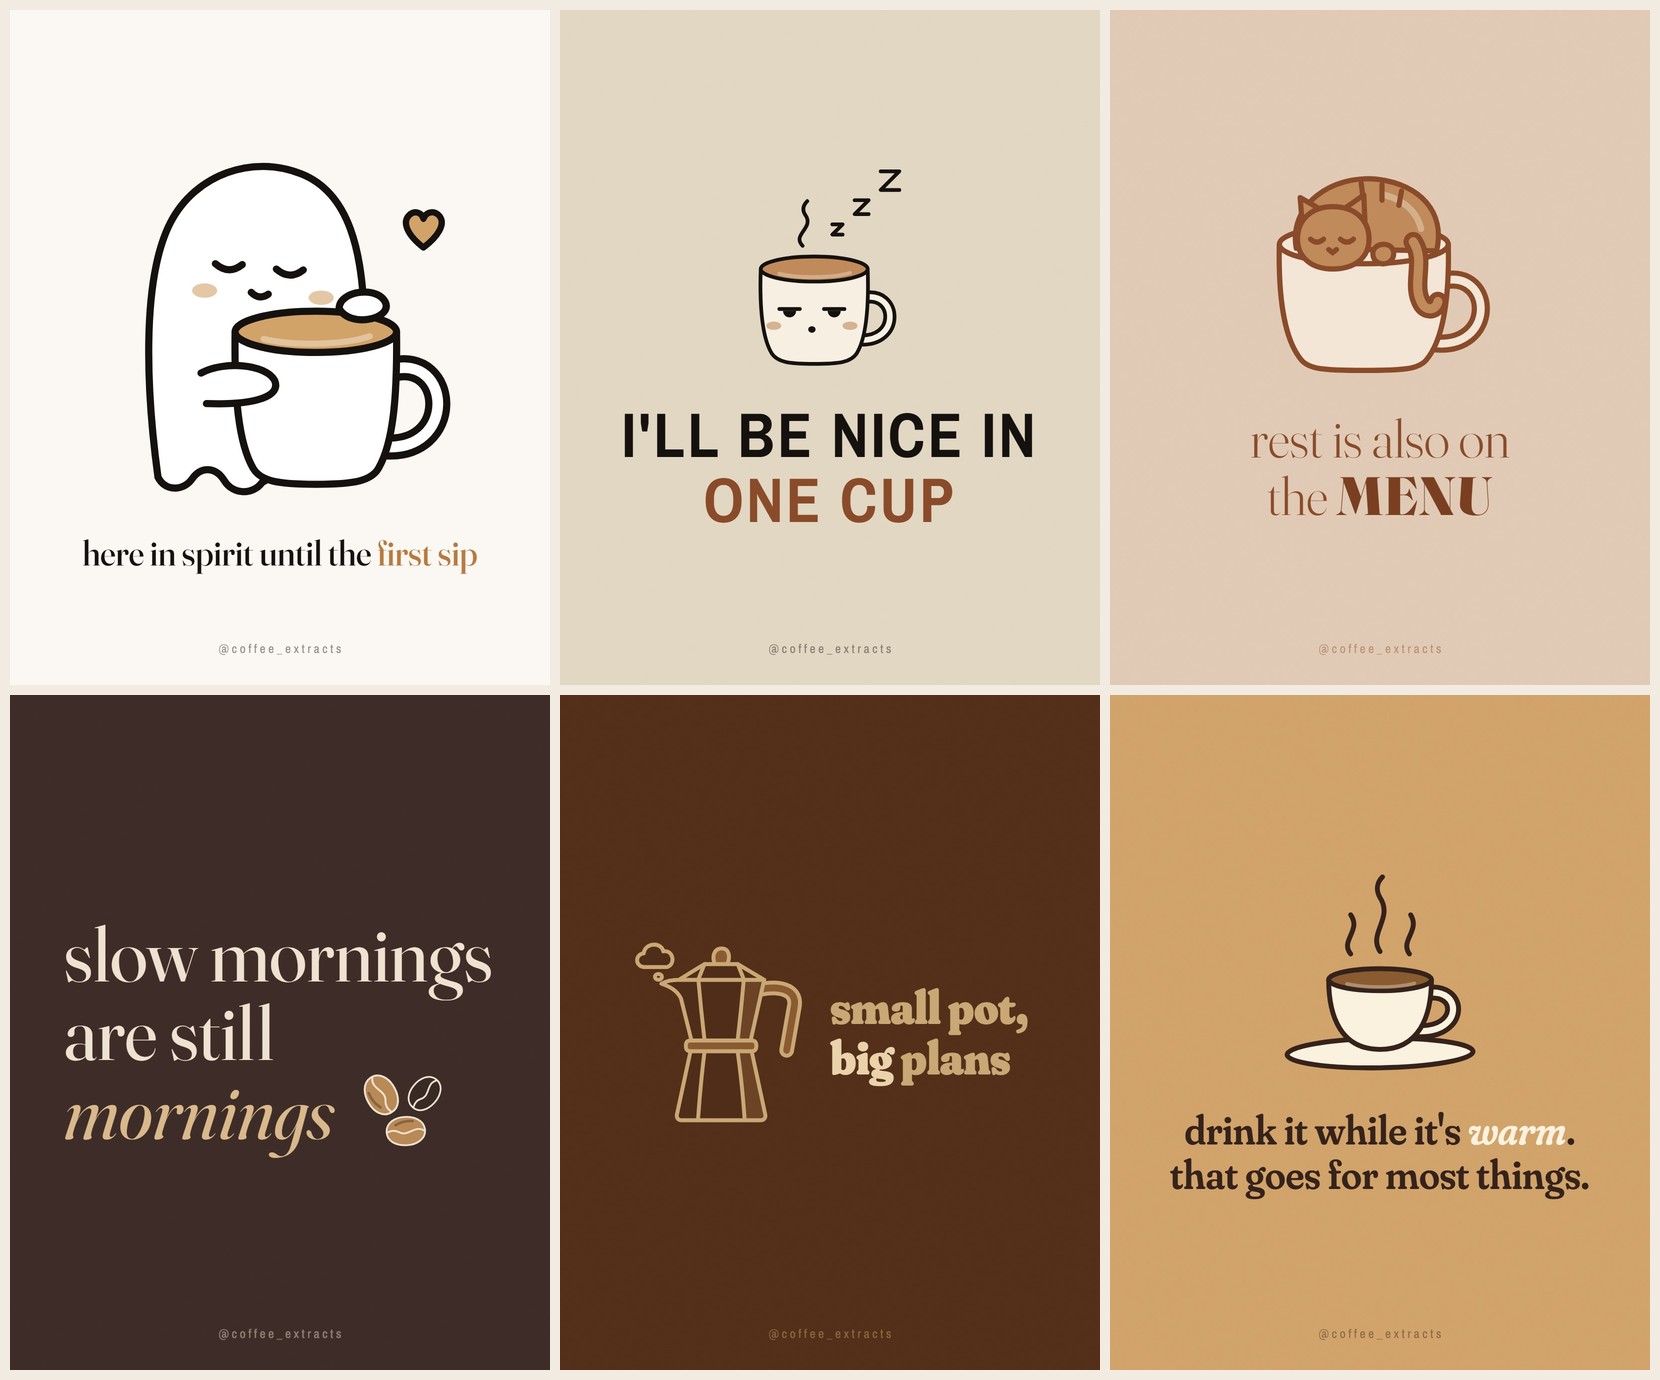 z z Z
here in spirit until the first sip
@coffee_extracts
I'LL BE NICE IN
ONE CUP
@coffee_extracts
rest is also on
the MENU
@coffee_extracts
slow mornings
are still
mornings
@coffee_extracts
small pot,
big plans
@coffee_extracts
drink it while it's warm.
that goes for most things.
@coffee_extracts